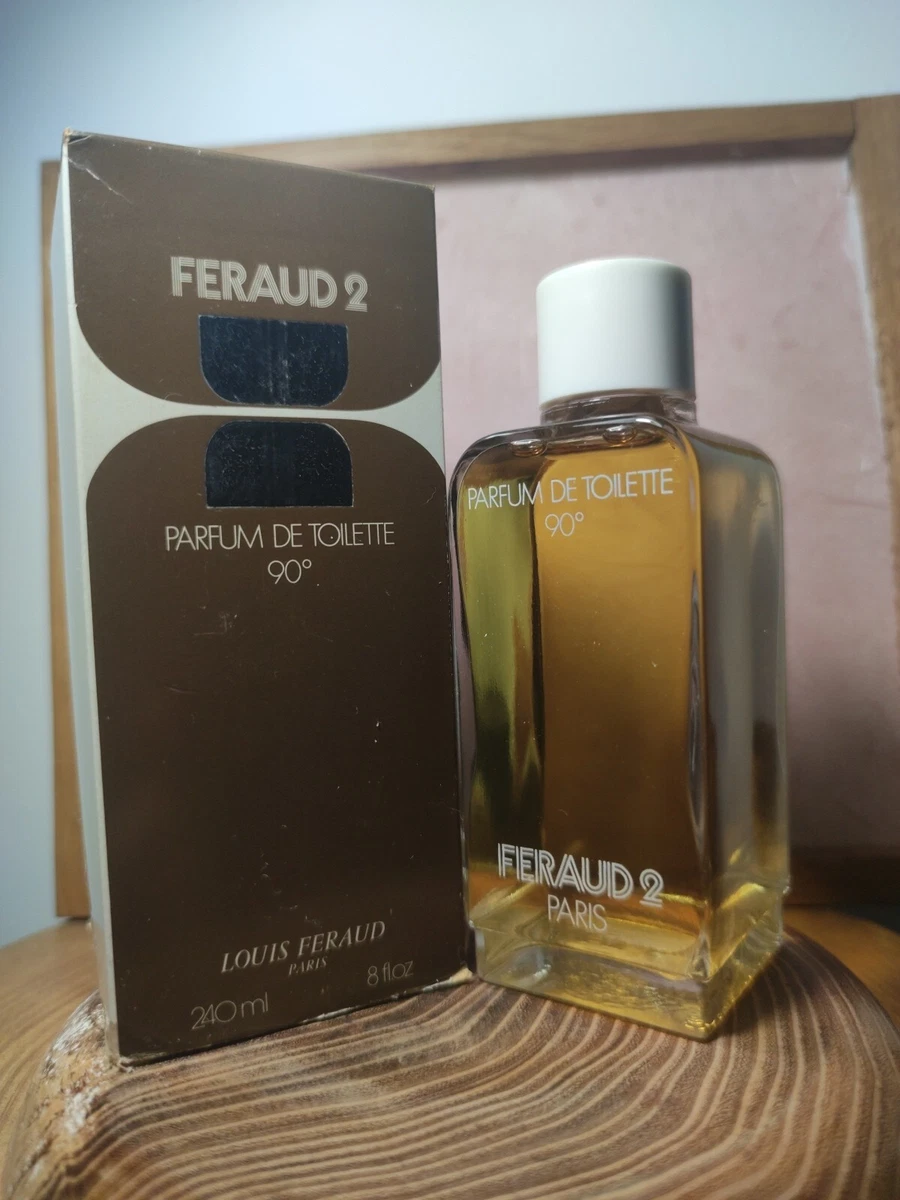 FERAUD 2
PARFUM DE TOILETTE
90°
LOUIS FERAUD
PARIS
240 ml
8 fl oz
PARFUM DE TOILETTE
90°
FERAUD 2
PARIS